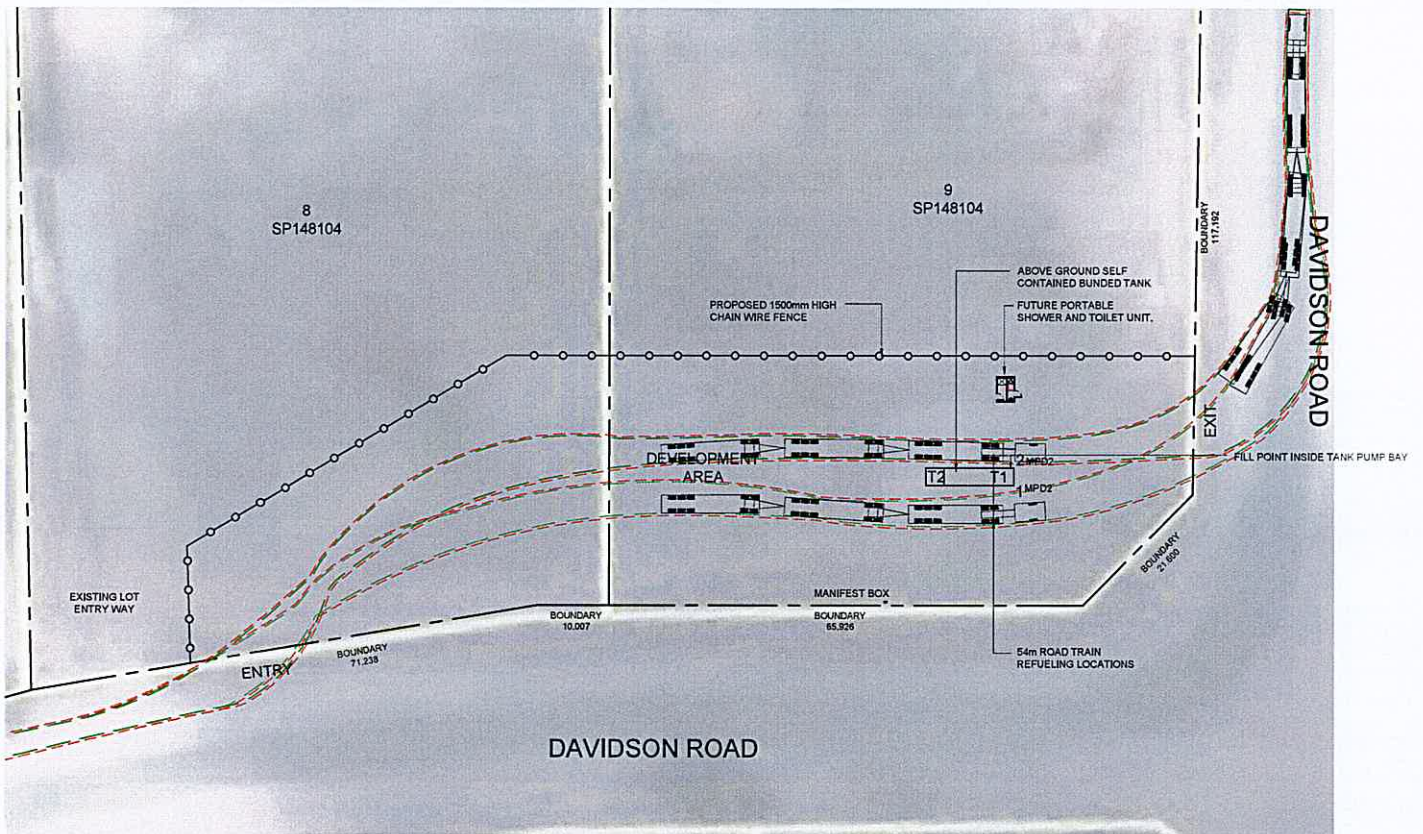 8
SP148104
9
SP148104
BOUNDARY
117.192
DAVIDSON ROAD
ABOVE GROUND SELF
CONTAINED BUNDED TANK
PROPOSED 1500mm HIGH
CHAIN WIRE FENCE
FUTURE PORTABLE
SHOWER AND TOILET UNIT.
EXIT
DEVELOPMENT
AREA
2 MPD2
FILL POINT INSIDE TANK PUMP BAY
T2
T1
1 MPD2
BOUNDARY
21.600
EXISTING LOT
ENTRY WAY
MANIFEST BOX
BOUNDARY
10.007
BOUNDARY
65.926
BOUNDARY
71.238
ENTRY
54m ROAD TRAIN
REFUELING LOCATIONS
DAVIDSON ROAD